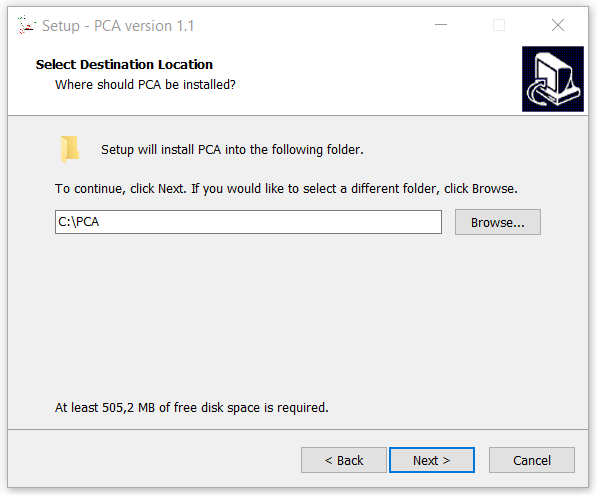 Setup - PCA version 1.1
Select Destination Location
Where should PCA be installed?
Setup will install PCA into the following folder.
To continue, click Next. If you would like to select a different folder, click Browse.
C:\PCA
Browse...
At least 505,2 MB of free disk space is required.
< Back
Next >
Cancel